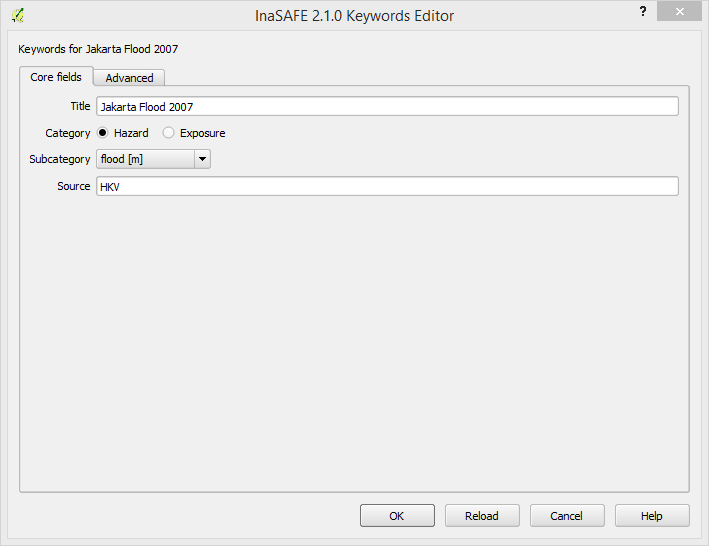 InaSAFE 2.1.0 Keywords Editor
?
Keywords for Jakarta Flood 2007
Core fields Advanced
Title Jakarta Flood 2007
Category Hazard Exposure
Subcategory flood [m]
Source HKV
OK Reload Cancel Help